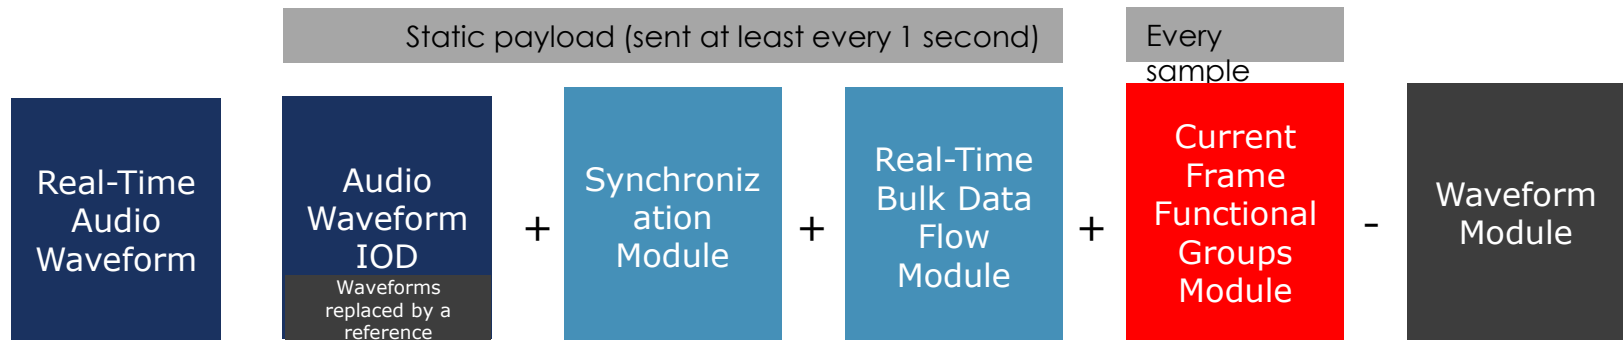 Static payload (sent at least every 1 second)
Every
sample
Real-Time
Audio
Waveform
Audio
Waveform
IOD
Waveforms
replaced by a
reference
+
Synchroniz
ation
Module
+
Real-Time
Bulk Data
Flow
Module
+
Current
Frame
Functional
Groups
Module
-
Waveform
Module